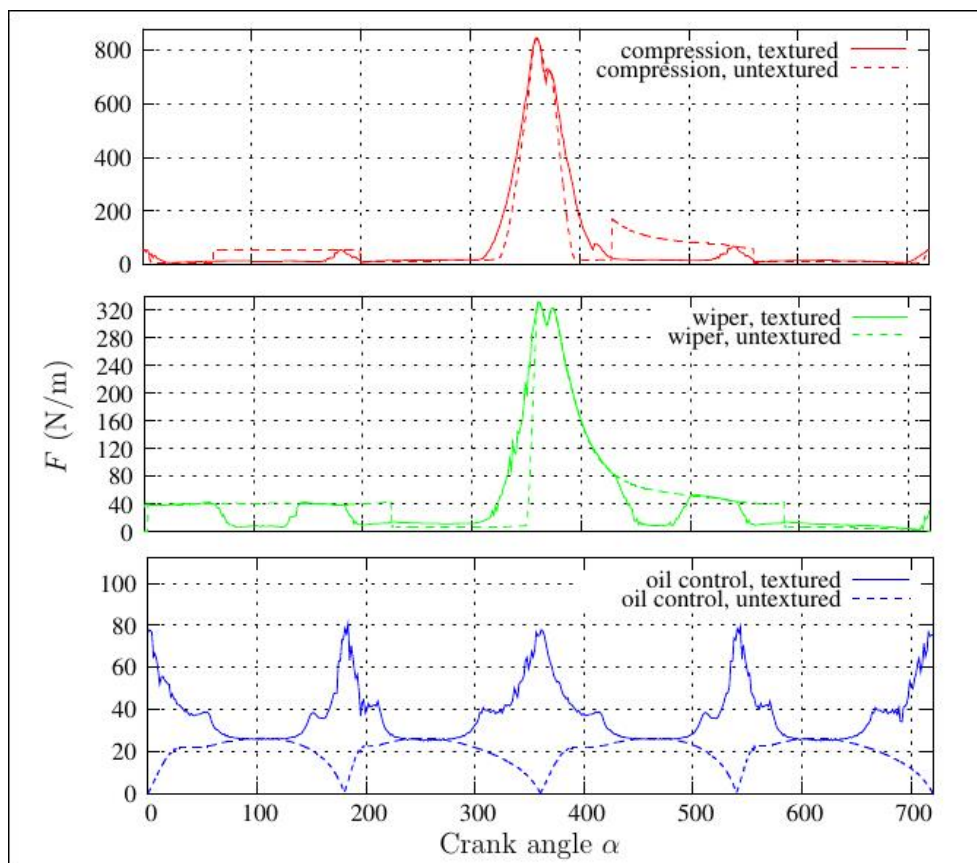 800
600
400
200
0
compression, textured
compression, untextured
320
280
240
200
160
120
80
40
0
wiper, textured
wiper, untextured
F (N/m)
100
80
60
40
20
0
oil control, textured
oil control, untextured
0 100 200 300 400 500 600 700
Crank angle α